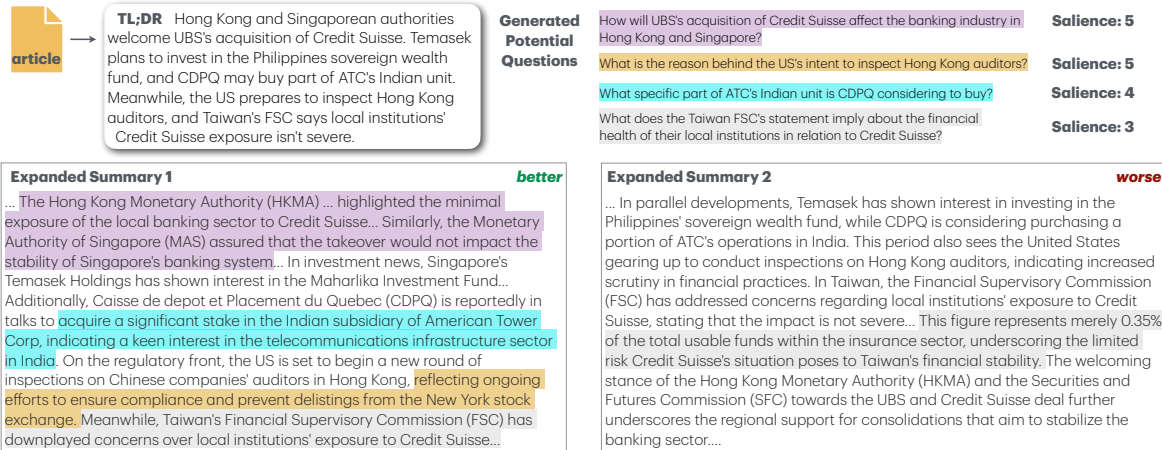 article
TL;DR Hong Kong and Singaporean authorities
welcome UBS's acquisition of Credit Suisse. Temasek
plans to invest in the Philippines sovereign wealth
fund, and CDPQ may buy part of ATC's Indian unit.
Meanwhile, the US prepares to inspect Hong Kong
auditors, and Taiwan's FSC says local institutions'
Credit Suisse exposure isn't severe.
Generated
Potential
Questions
How will UBS's acquisition of Credit Suisse affect the banking industry in
Hong Kong and Singapore?
Salience: 5
What is the reason behind the US's intent to inspect Hong Kong auditors?
Salience: 5
What specific part of ATC's Indian unit is CDPQ considering to buy?
Salience: 4
What does the Taiwan FSC's statement imply about the financial
health of their local institutions in relation to Credit Suisse?
Salience: 3
Expanded Summary 1
better
... The Hong Kong Monetary Authority (HKMA) ... highlighted the minimal
exposure of the local banking sector to Credit Suisse... Similarly, the Monetary
Authority of Singapore (MAS) assured that the takeover would not impact the
stability of Singapore's banking system... In investment news, Singapore's
Temasek Holdings has shown interest in the Maharlika Investment Fund...
Additionally, Caisse de depot et Placement du Quebec (CDPQ) is reportedly in
talks to acquire a significant stake in the Indian subsidiary of American Tower
Corp, indicating a keen interest in the telecommunications infrastructure sector
in India. On the regulatory front, the US is set to begin a new round of
inspections on Chinese companies' auditors in Hong Kong, reflecting ongoing
efforts to ensure compliance and prevent delistings from the New York stock
exchange. Meanwhile, Taiwan's Financial Supervisory Commission (FSC) has
downplayed concerns over local institutions' exposure to Credit Suisse...
Expanded Summary 2
worse
... In parallel developments, Temasek has shown interest in investing in the
Philippines' sovereign wealth fund, while CDPQ is considering purchasing a
portion of ATC's operations in India. This period also sees the United States
gearing up to conduct inspections on Hong Kong auditors, indicating increased
scrutiny in financial practices. In Taiwan, the Financial Supervisory Commission
(FSC) has addressed concerns regarding local institutions' exposure to Credit
Suisse, stating that the impact is not severe... This figure represents merely 0.35%
of the total usable funds within the insurance sector, underscoring the limited
risk Credit Suisse's situation poses to Taiwan's financial stability. The welcoming
stance of the Hong Kong Monetary Authority (HKMA) and the Securities and
Futures Commission (SFC) towards the UBS and Credit Suisse deal further
underscores the regional support for consolidations that aim to stabilize the
banking sector....